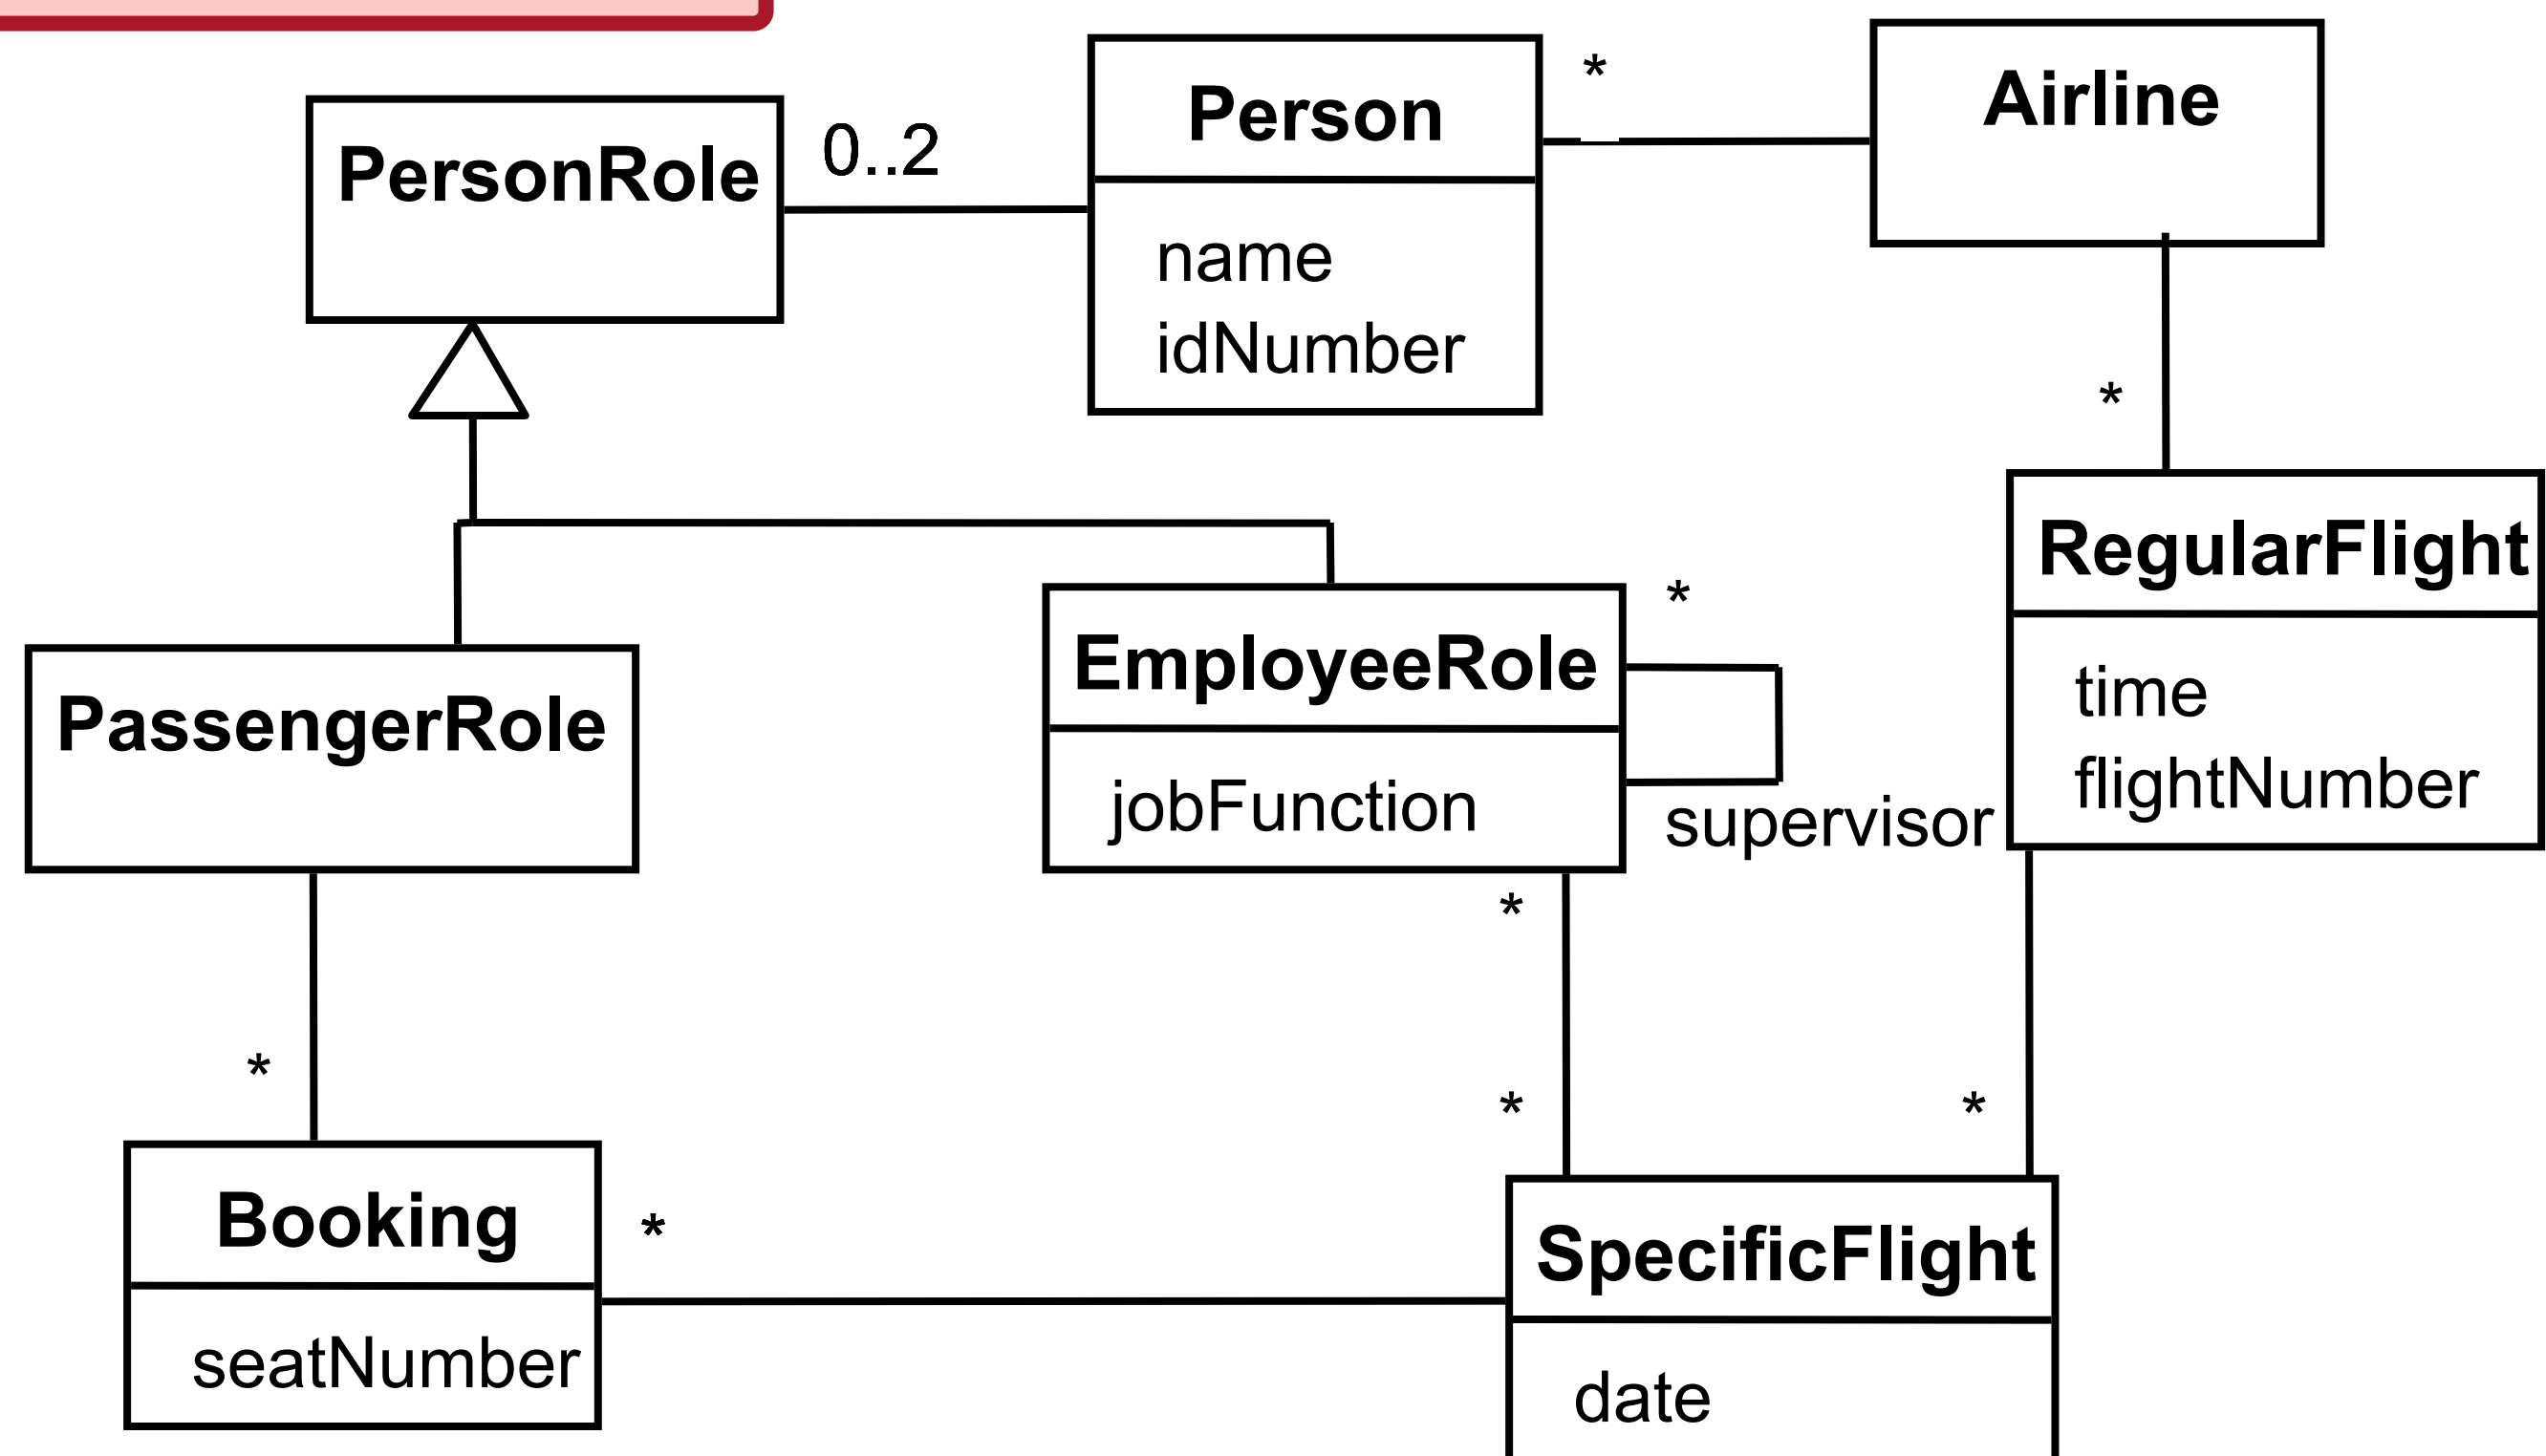 Person
*
Airline
PersonRole
0..2
name
idNumber
*
RegularFlight
EmployeeRole
*
PassengerRole
time
jobFunction
supervisor
flightNumber
*
*
*
*
Booking
*
SpecificFlight
seatNumber
date